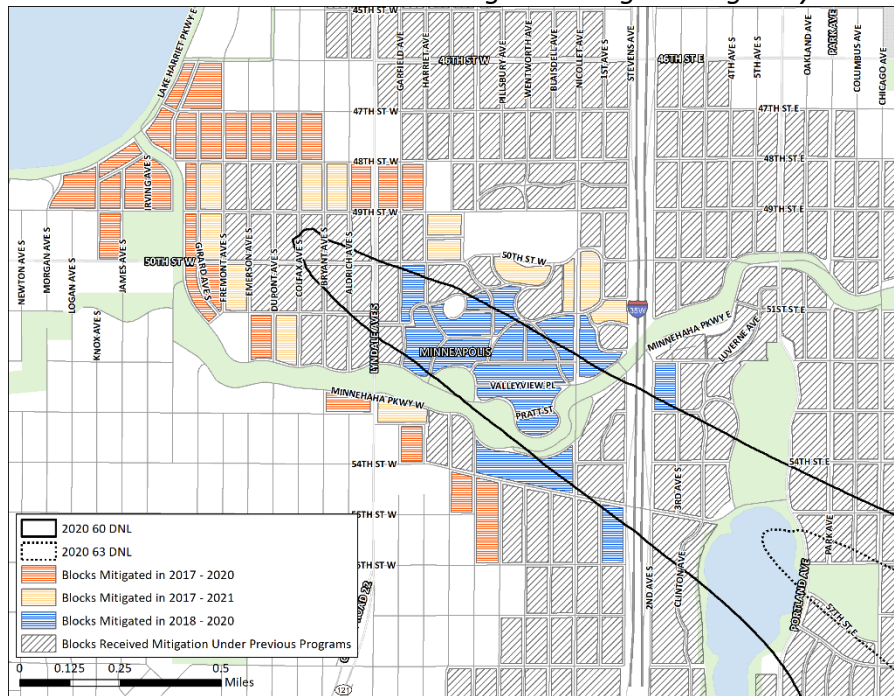 45TH ST W
LAKE HARRIET PKWY E
GARFIELD AVE
HARRIET AVE
46TH ST W
PILLSBURY AVE
WENTWORTH AVE
BLAISDELL AVE
NICOLLET AVE
1ST AVE S
STEVENS AVE
46TH ST E
4TH AVE S
5TH AVE
OAKLAND AVE
PARK AVE
COLUMBUS AVE
CHICAGO AVE
47TH ST W
47TH ST E
48TH ST W
48TH ST E
IRVING AVE S
49TH ST W
49TH ST E
NEWTON AVE S
MORGAN AVE S
LOGAN AVE S
KNOX AVE S
JAMES AVE S
50TH ST W
GIRARD AVE S
FREMONT AVE S
EMERSON AVE S
DUPONT AVE S
COLFAX AVE S
BRYANT AVE S
ALDRICH AVE S
LYNDALE AVE S
50TH ST W
35W
MINNEHAHA PKWY E
LUVERNE AVE
51ST ST E
MINNEAPOLIS
VALLEYVIEW PL
PRATT ST
MINNEHAHA PKWY W
54TH ST W
54TH ST E
3RD AVE S
55TH ST W
56TH ST W
2ND AVE S
CLINTON AVE
PARK AVE
PORTLAND AVE
57TH ST E
ROAD 22
121
2020 60 DNL
2020 63 DNL
Blocks Mitigated in 2017 - 2020
Blocks Mitigated in 2017 - 2021
Blocks Mitigated in 2018 - 2020
Blocks Received Mitigation Under Previous Programs
0 0.125 0.25 0.5
Miles